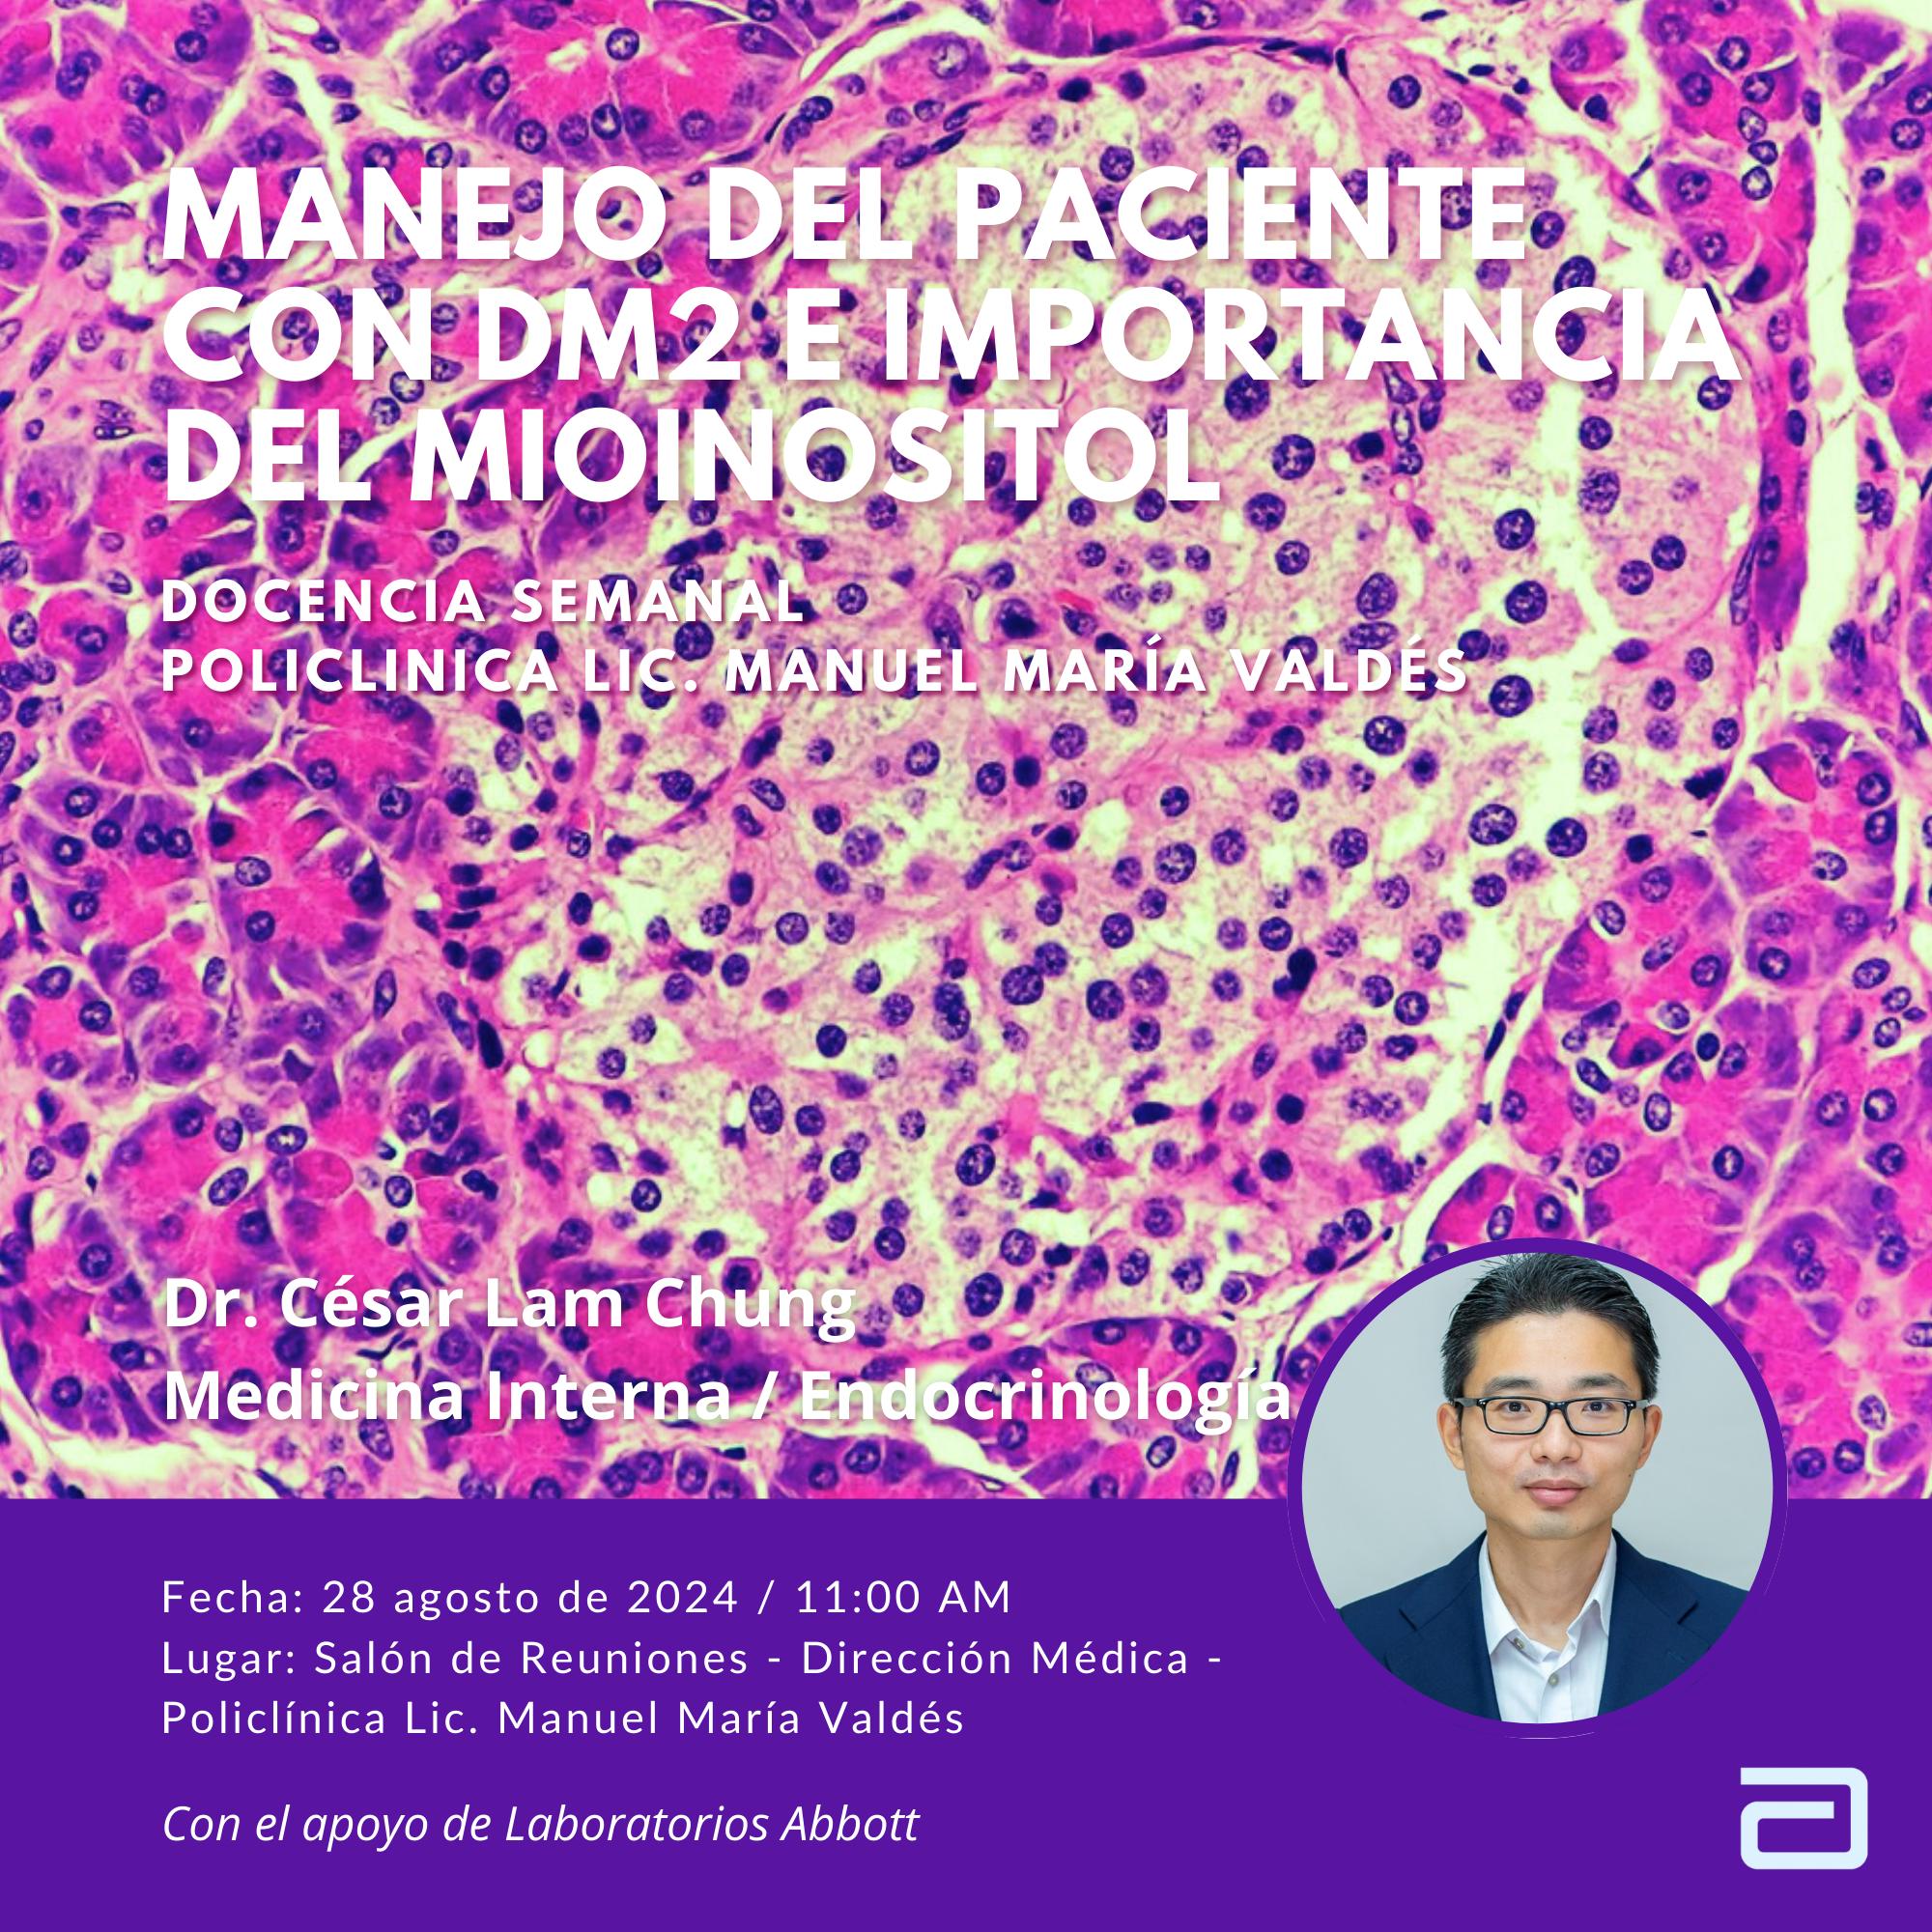 MANEJO DEL PACIENTE
CON DM2 E IMPORTANCIA
DEL MIOINOSITOL
DOCENCIA SEMANAL
POLICLINICA LIC. MANUEL MARÍA VALDÉS
Dr. César Lam Chung
Medicina Interna / Endocrinología
Fecha: 28 agosto de 2024 / 11:00 AM
Lugar: Salón de Reuniones - Dirección Médica -
Policlínica Lic. Manuel María Valdés
Con el apoyo de Laboratorios Abbott